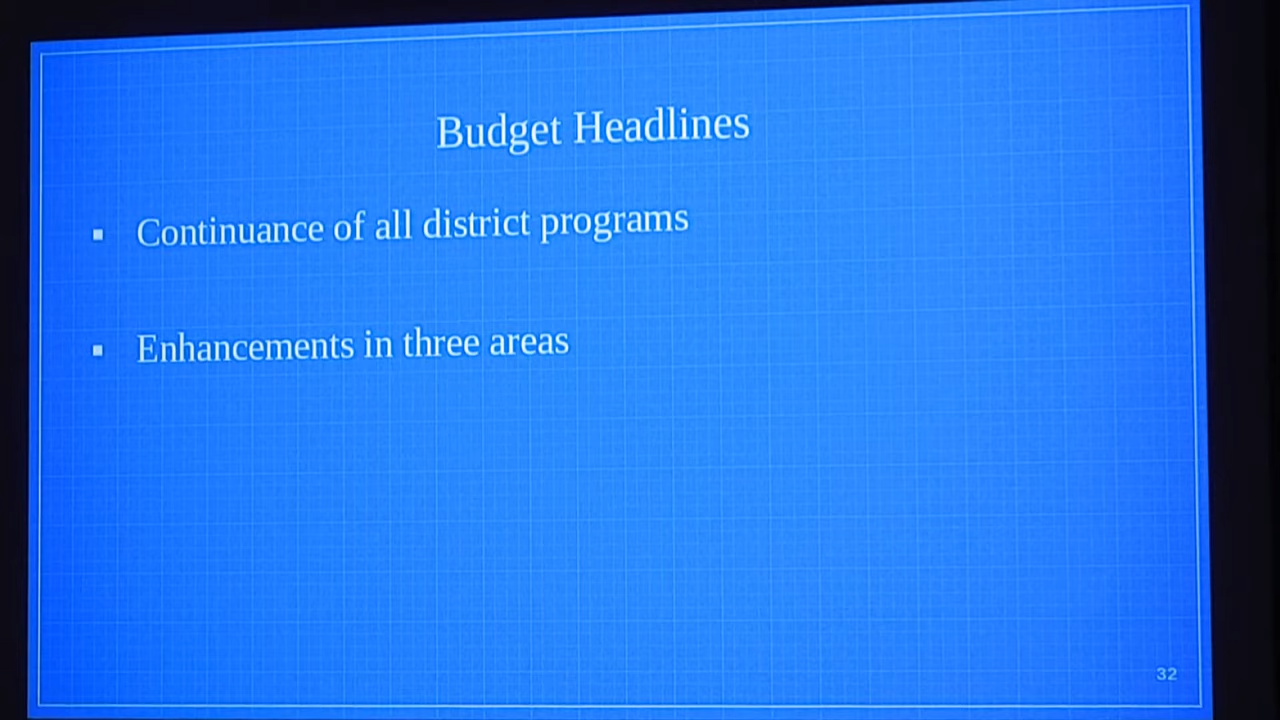 Budget Headlines
Continuance of all district programs
Enhancements in three areas
32